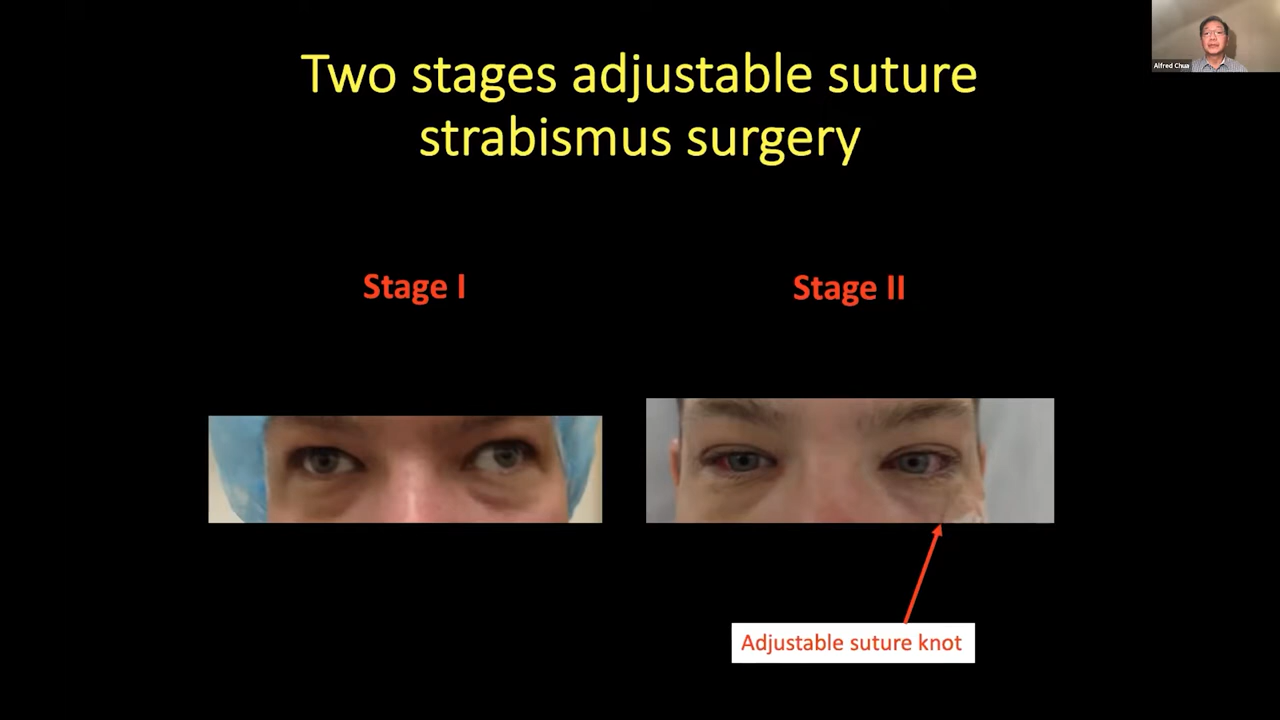 Two stages adjustable suture
strabismus surgery
Alfred Chua
Stage I
Stage II
Adjustable suture knot